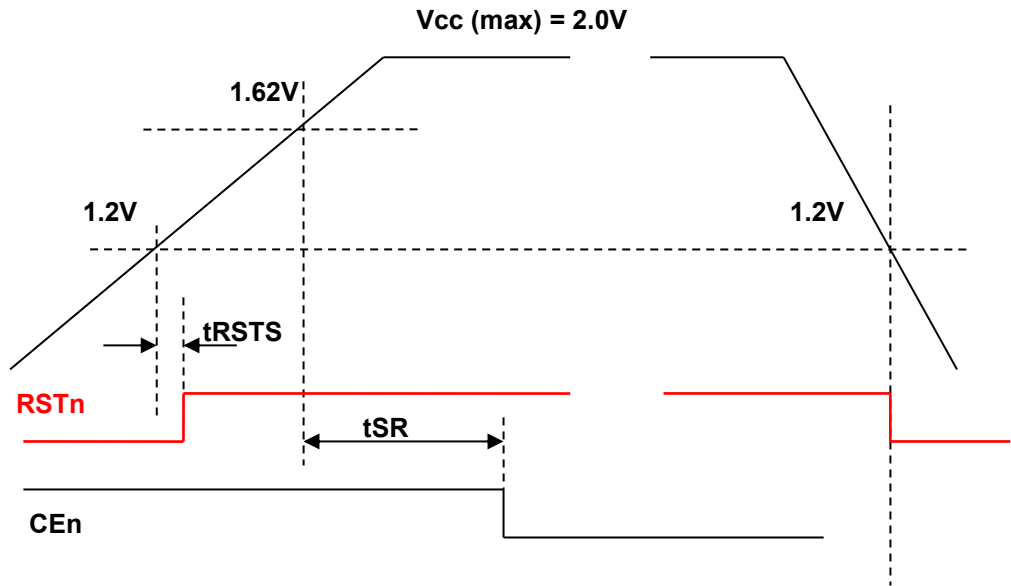 Vcc (max) = 2.0V
1.62V
1.2V
1.2V
tRSTS
RSTn
tSR
CEn